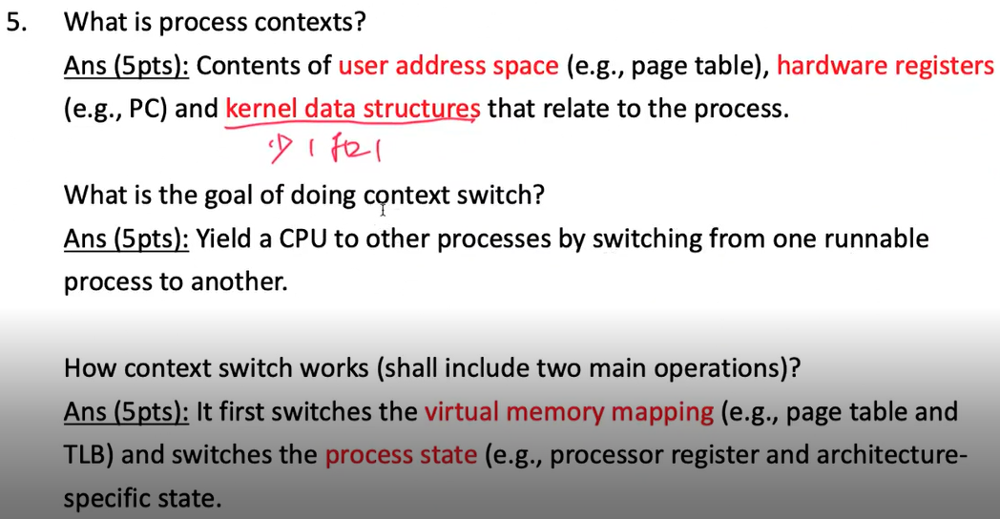 5. What is process contexts?
Ans (5pts): Contents of user address space (e.g., page table), hardware registers
(e.g., PC) and kernel data structures that relate to the process.
What is the goal of doing context switch?
Ans (5pts): Yield a CPU to other processes by switching from one runnable
process to another.
How context switch works (shall include two main operations)?
Ans (5pts): It first switches the virtual memory mapping (e.g., page table and
TLB) and switches the process state (e.g., processor register and architecture-
specific state.